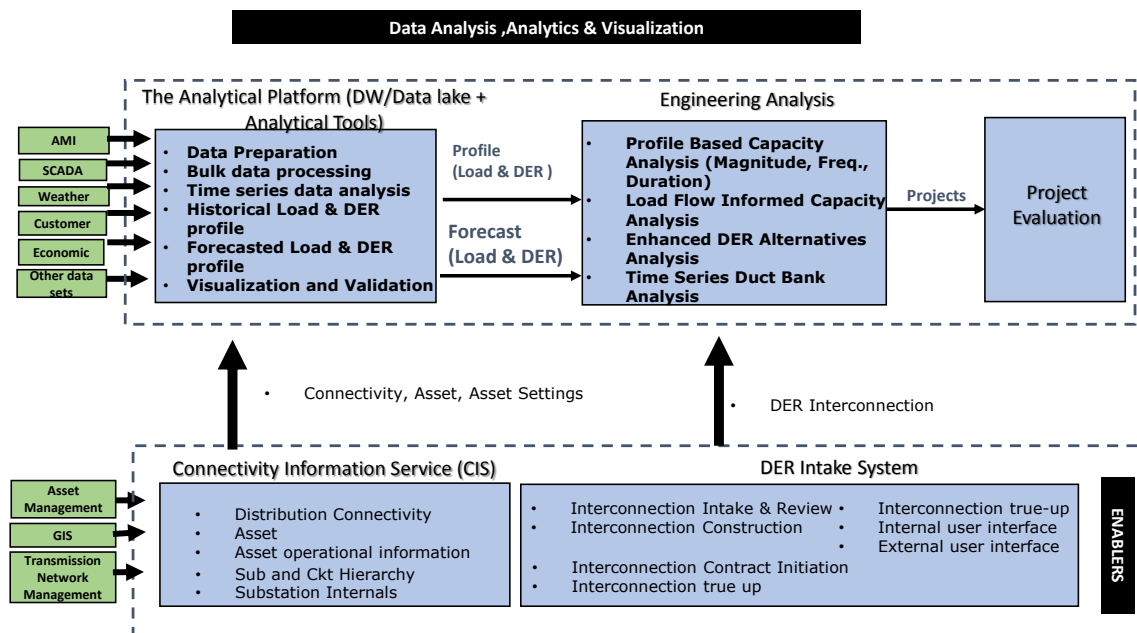 Data Analysis ,Analytics & Visualization
The Analytical Platform (DW/Data lake +
Analytical Tools)
Engineering Analysis
AMI
SCADA
Weather
Customer
Economic
Other data
sets
• Data Preparation
• Bulk data processing
• Time series data analysis
• Historical Load & DER
profile
• Forecasted Load & DER
profile
• Visualization and Validation
Profile
(Load & DER )
Forecast
(Load & DER)
• Profile Based Capacity
Analysis (Magnitude, Freq.,
Duration)
• Load Flow Informed Capacity
Analysis
• Enhanced DER Alternatives
Analysis
• Time Series Duct Bank
Analysis
Projects
Project
Evaluation
• Connectivity, Asset, Asset Settings
• DER Interconnection
Connectivity Information Service (CIS)
DER Intake System
Asset
Management
GIS
Transmission
Network
Management
• Distribution Connectivity
• Asset
• Asset operational information
• Sub and Ckt Hierarchy
• Substation Internals
• Interconnection Intake & Review
• Interconnection Construction
• Interconnection Contract Initiation
• Interconnection true up
• Interconnection true-up
• Internal user interface
• External user interface
ENABLERS